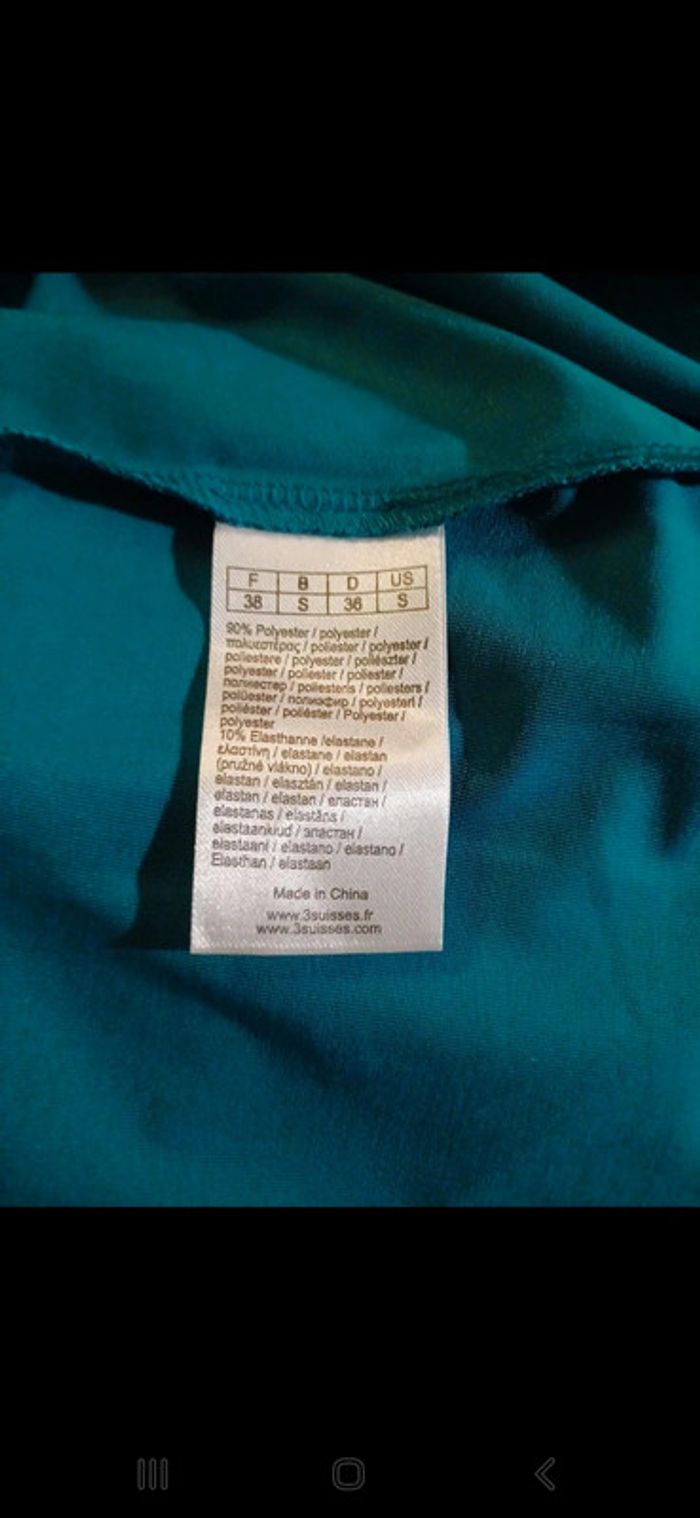 F B D US
38 S 36 S
90% Polyester / polyester /
πολυεστέρας / poliester / polyester /
poliestere / polyester / poliészter /
polyester / poliester / poliester /
полиестер / poliesteris / poliesters /
polüester / полиэфир / polyesteri /
poliéster / poliéster / Polyester /
polyester
10% Elasthanne /elastane /
ελαστίνη / elastane / elastan
(pružné vlákno) / elastano /
elastan / elasztán / elastan /
elastan / elastan / еластан /
elastanas / elastāns /
elastaankiud / эластан /
elastaani / elastano / elastano /
Elasthan / elastaan
Made in China
www.3suisses.fr
www.3suisses.com